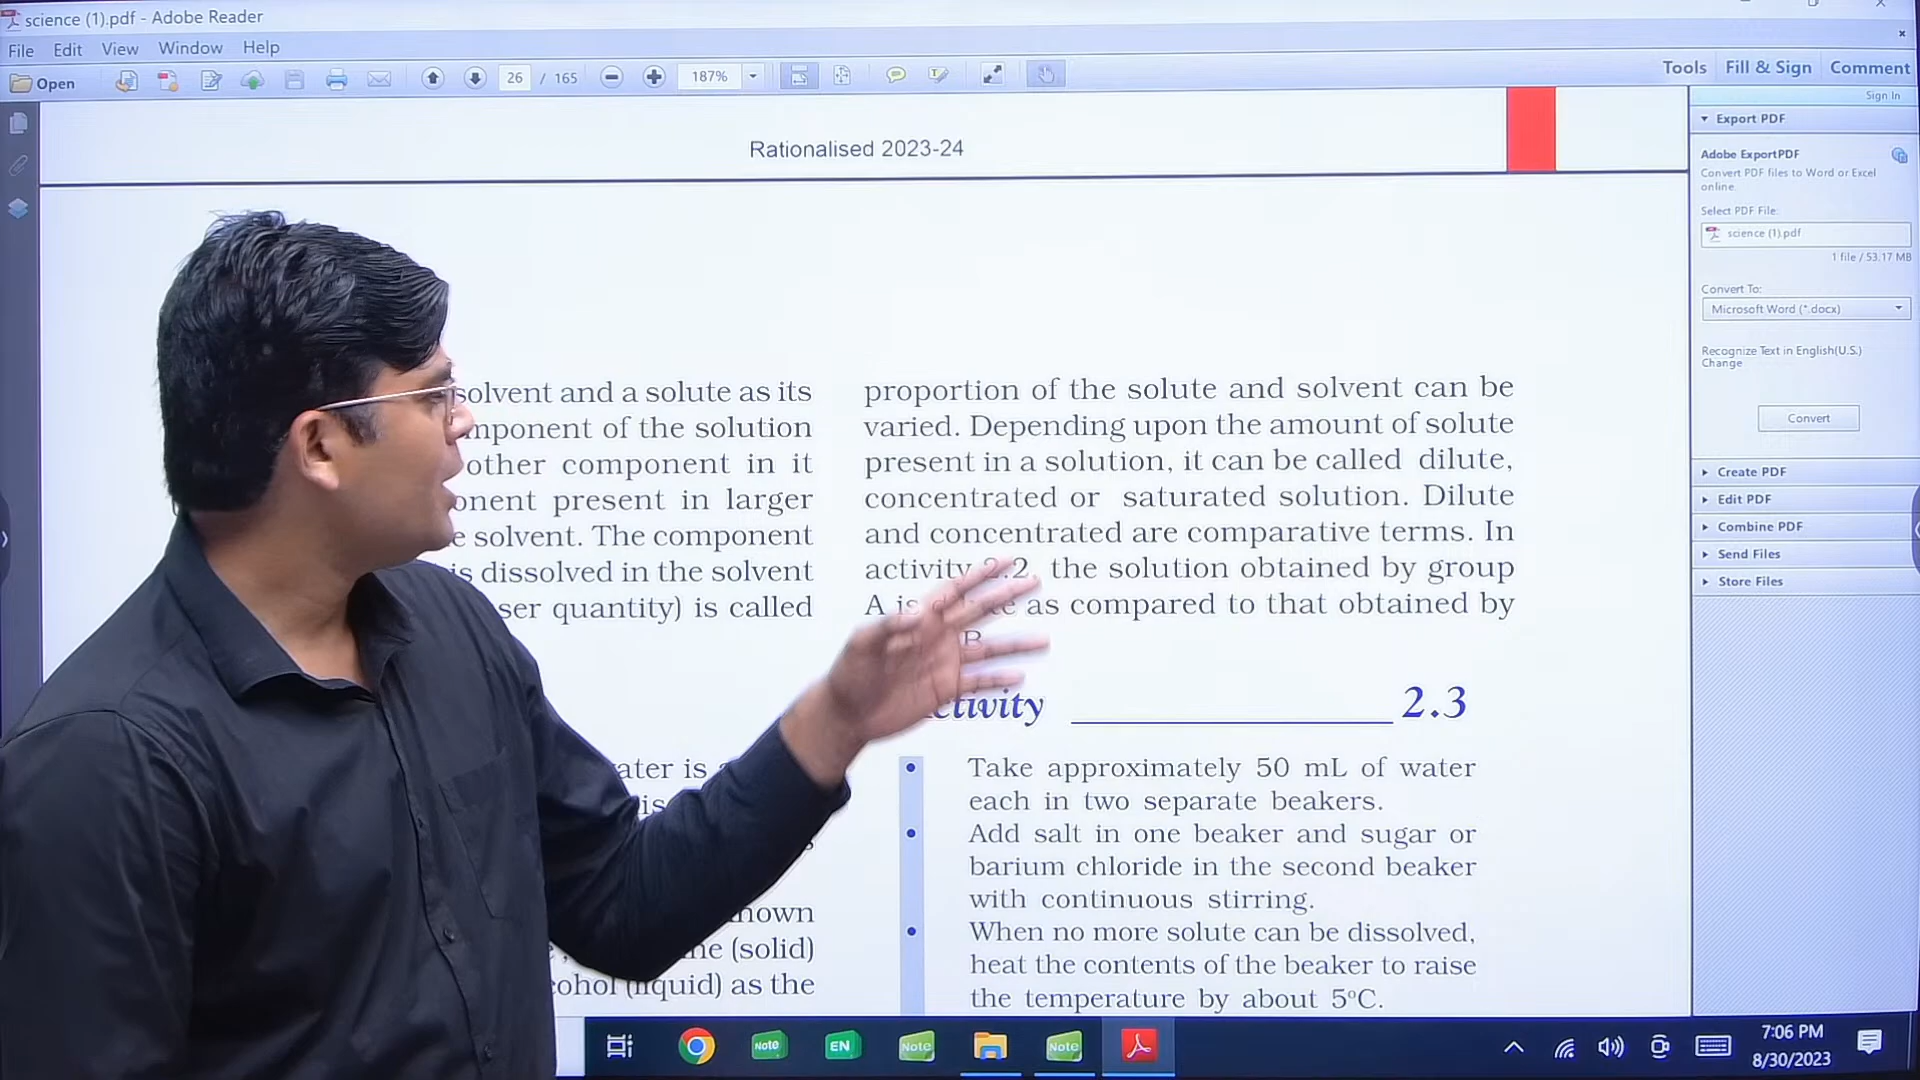 science (1).pdf - Adobe Reader
File Edit View Window Help
Open 26 / 165 187% Tools Fill & Sign Comment
Sign In
Export PDF
Adobe ExportPDF
Convert PDF files to Word or Excel
online.
Select PDF File:
science (1).pdf
1 file / 53.17 MB
Convert To:
Microsoft Word (*.docx)
Recognize Text in English(U.S.)
Change
Convert
Create PDF
Edit PDF
Combine PDF
Send Files
Store Files
Rationalised 2023-24
solvent and a solute as its
mponent of the solution
other component in it
onent present in larger
e solvent. The component
is dissolved in the solvent
ser quantity) is called
ater is
is
nown
ne (solid)
cohol (liquid) as the
proportion of the solute and solvent can be
varied. Depending upon the amount of solute
present in a solution, it can be called dilute,
concentrated or saturated solution. Dilute
and concentrated are comparative terms. In
activity 2.2, the solution obtained by group
A is dilute as compared to that obtained by
B
ctivity 2.3
• Take approximately 50 mL of water
each in two separate beakers.
• Add salt in one beaker and sugar or
barium chloride in the second beaker
with continuous stirring.
• When no more solute can be dissolved,
heat the contents of the beaker to raise
the temperature by about 5°C.
Note EN Note Note
7:06 PM
8/30/2023